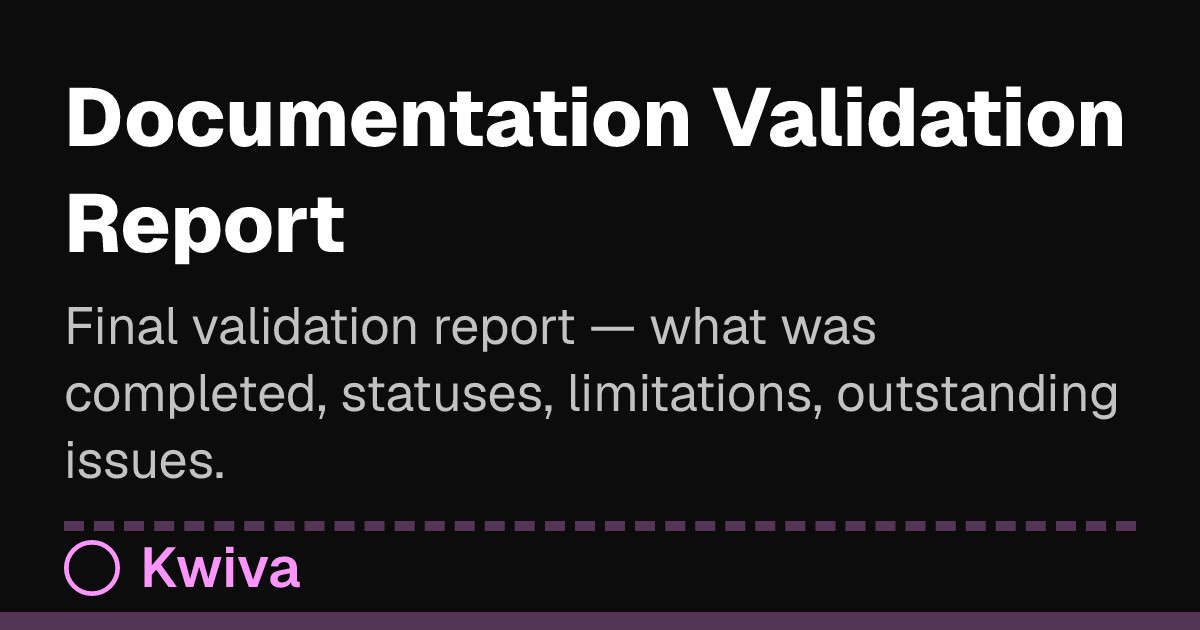 Documentation Validation
Report
Final validation report — what was
completed, statuses, limitations, outstanding
issues.
Kwiva